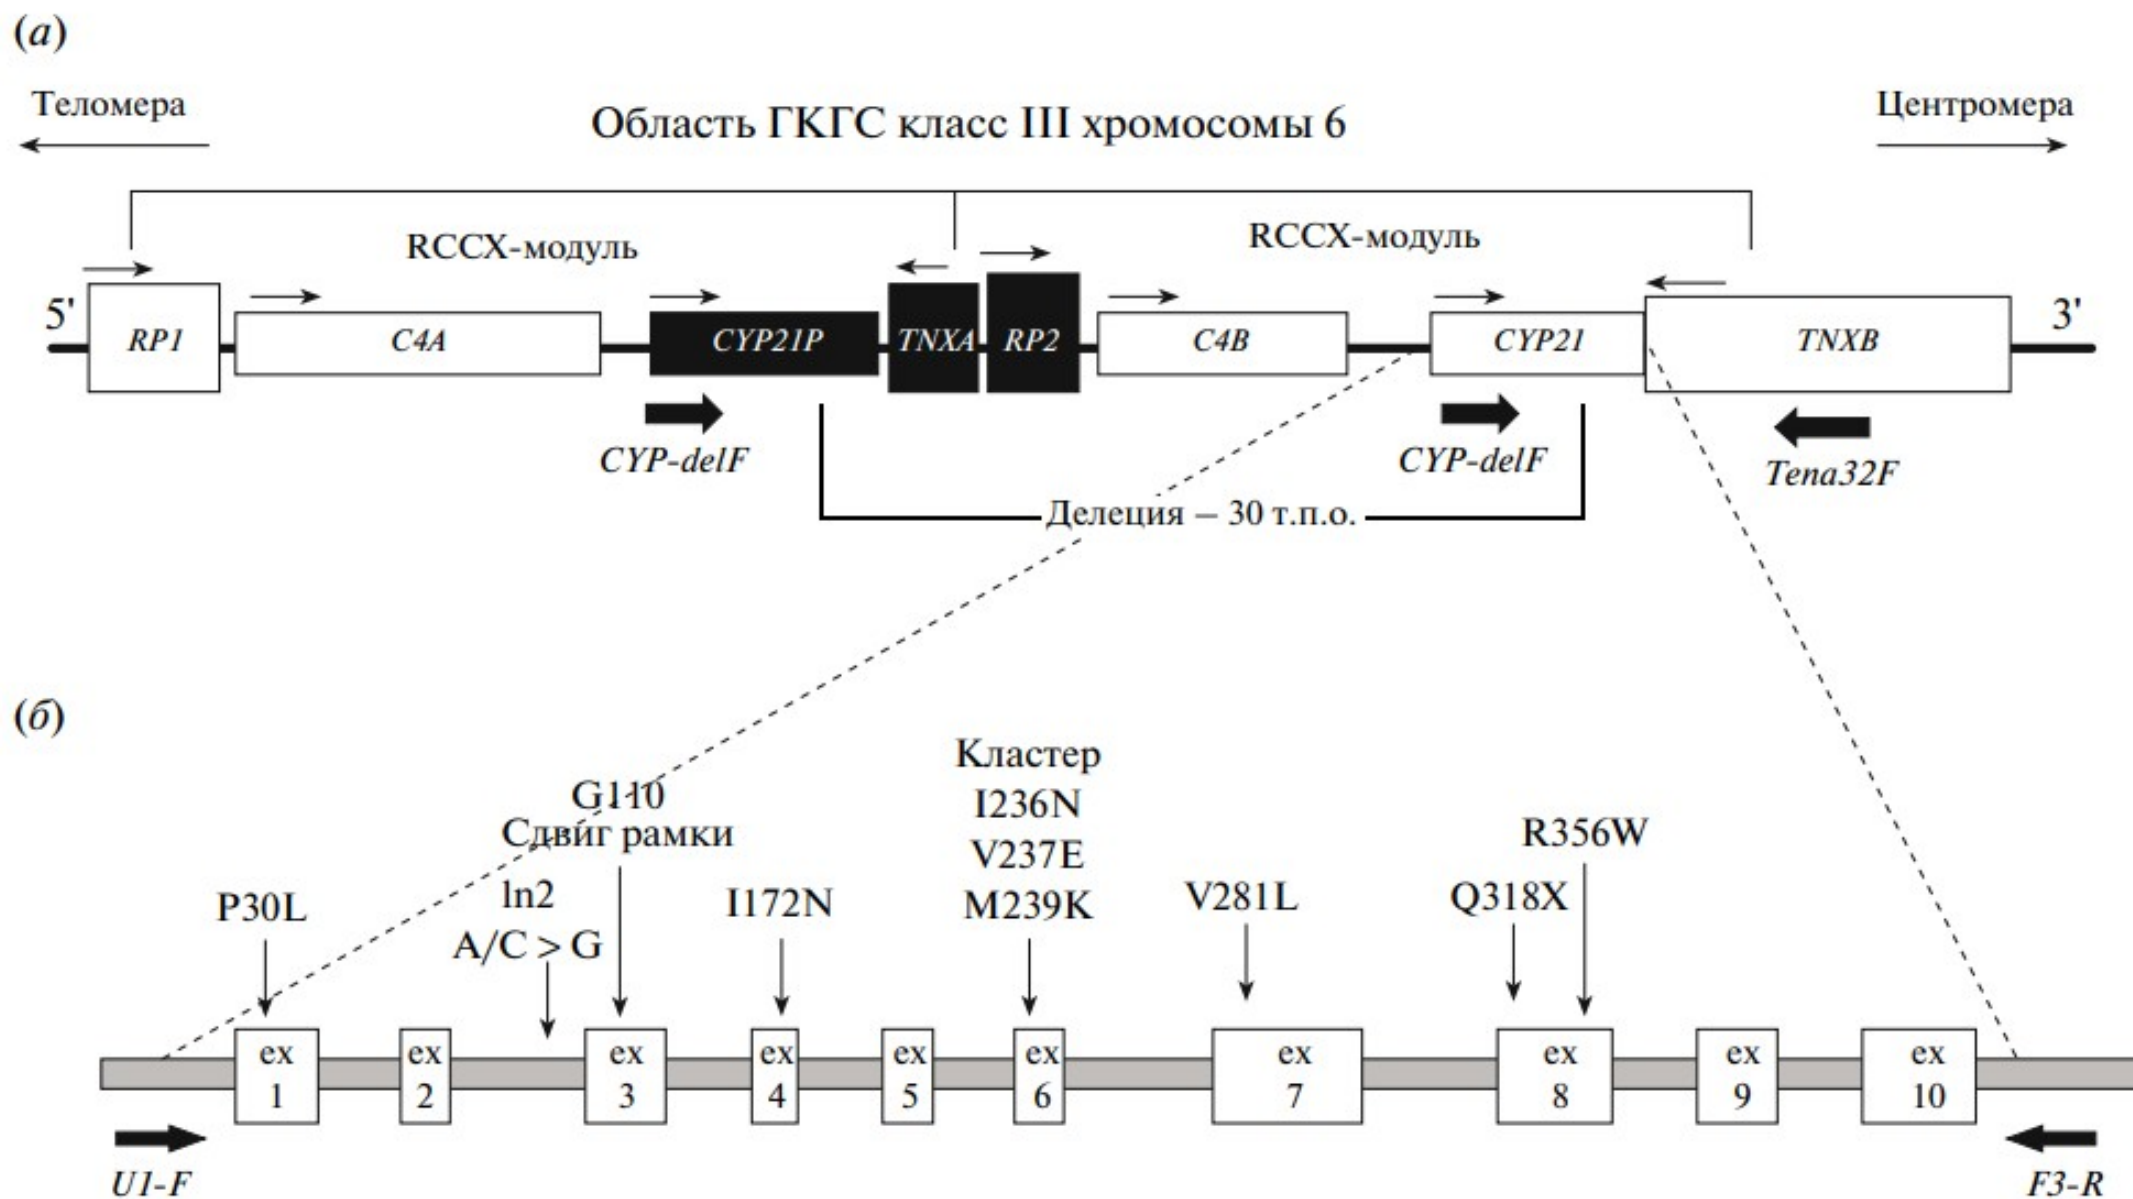 (а)
Теломера
Область ГКГС класс III хромосомы 6
Центромера
RCCX-модуль
RCCX-модуль
5'
RP1
C4A
CYP21P
TNXA
RP2
C4B
CYP21
TNXB
3'
CYP-delF
CYP-delF
Tena32F
Делеция – 30 т.п.о.
(б)
G110
Сдвиг рамки
P30L
ln2
A/C > G
I172N
Кластер
I236N
V237E
M239K
V281L
Q318X
R356W
ex
1
ex
2
ex
3
ex
4
ex
5
ex
6
ex
7
ex
8
ex
9
ex
10
U1-F
F3-R